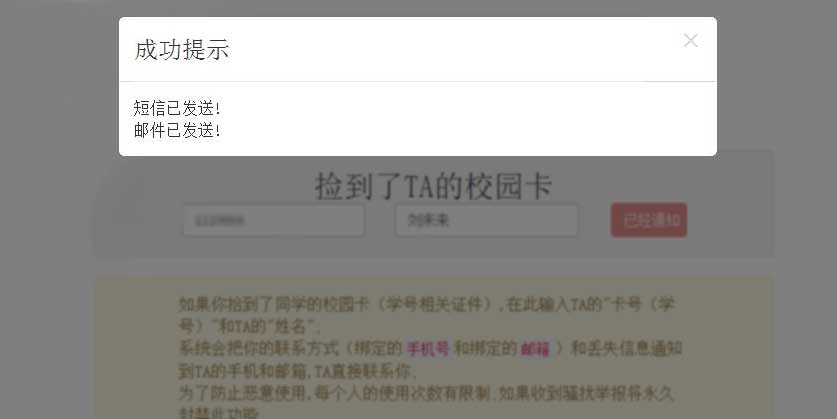 成功提示
短信已发送!
邮件已发送!
捡到了TA的校园卡
刘来来
已经通知
如果你拾到了同学的校园卡（学号相关证件）,在此输入TA的"卡号（学
号）"和TA的"姓名".
系统会把你的联系方式（绑定的 手机号 和绑定的 邮箱 ）和丢失信息通知
到TA的手机和邮箱,TA直接联系你.
为了防止恶意使用,每个人的使用次数有限制.如果收到骚扰举报将永久
封禁此功能